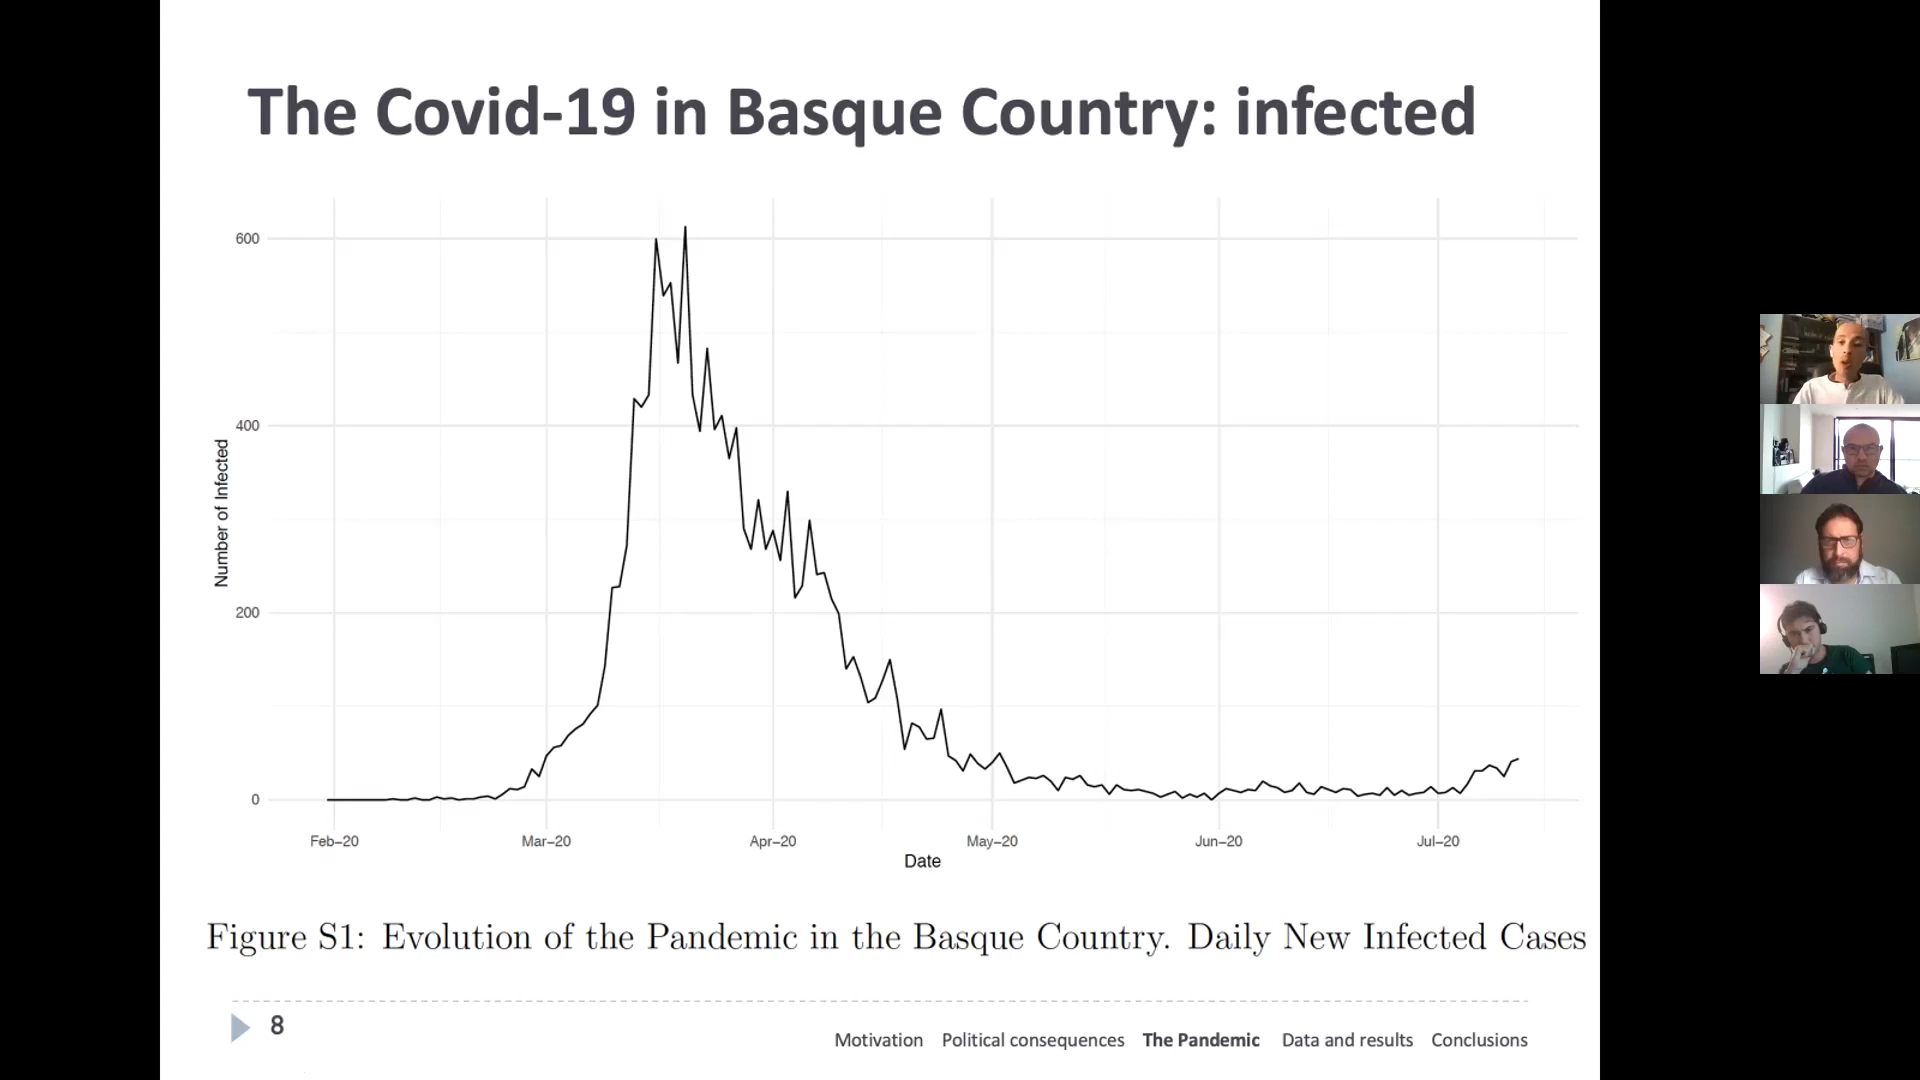 The Covid-19 in Basque Country: infected
600
400
200
0
Number of Infected
Feb–20 Mar–20 Apr–20 May–20 Jun–20 Jul–20
Date
Figure S1: Evolution of the Pandemic in the Basque Country. Daily New Infected Cases
8
Motivation Political consequences The Pandemic Data and results Conclusions